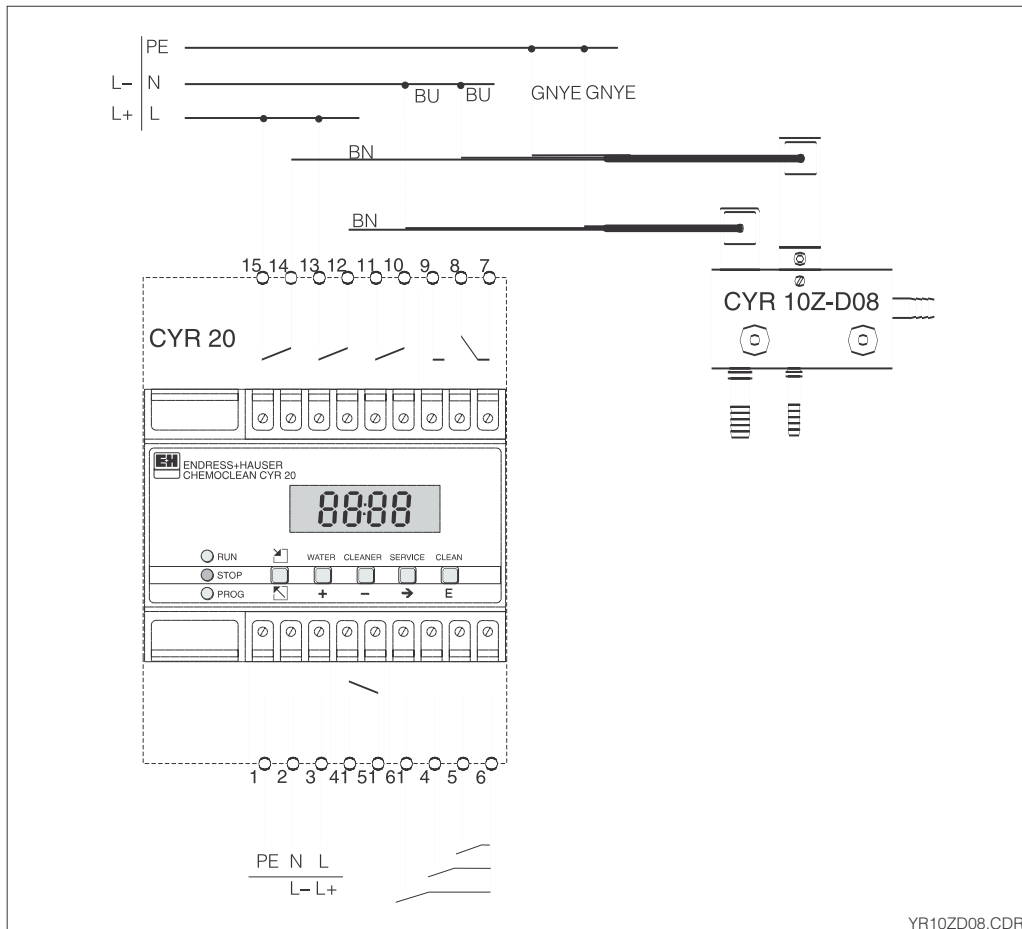 PE
L– N BU BU GNYE GNYE
L+ L
BN
BN
15 14 13 12 11 10 9 8 7
CYR 10Z-D08
CYR 20
E+H ENDRESS+HAUSER
CHEMOCLEAN CYR 20
88:88
RUN WATER CLEANER SERVICE CLEAN
STOP
PROG + – → E
1 2 3 41 51 61 4 5 6
PE N L
L– L+
YR10ZD08.CDR